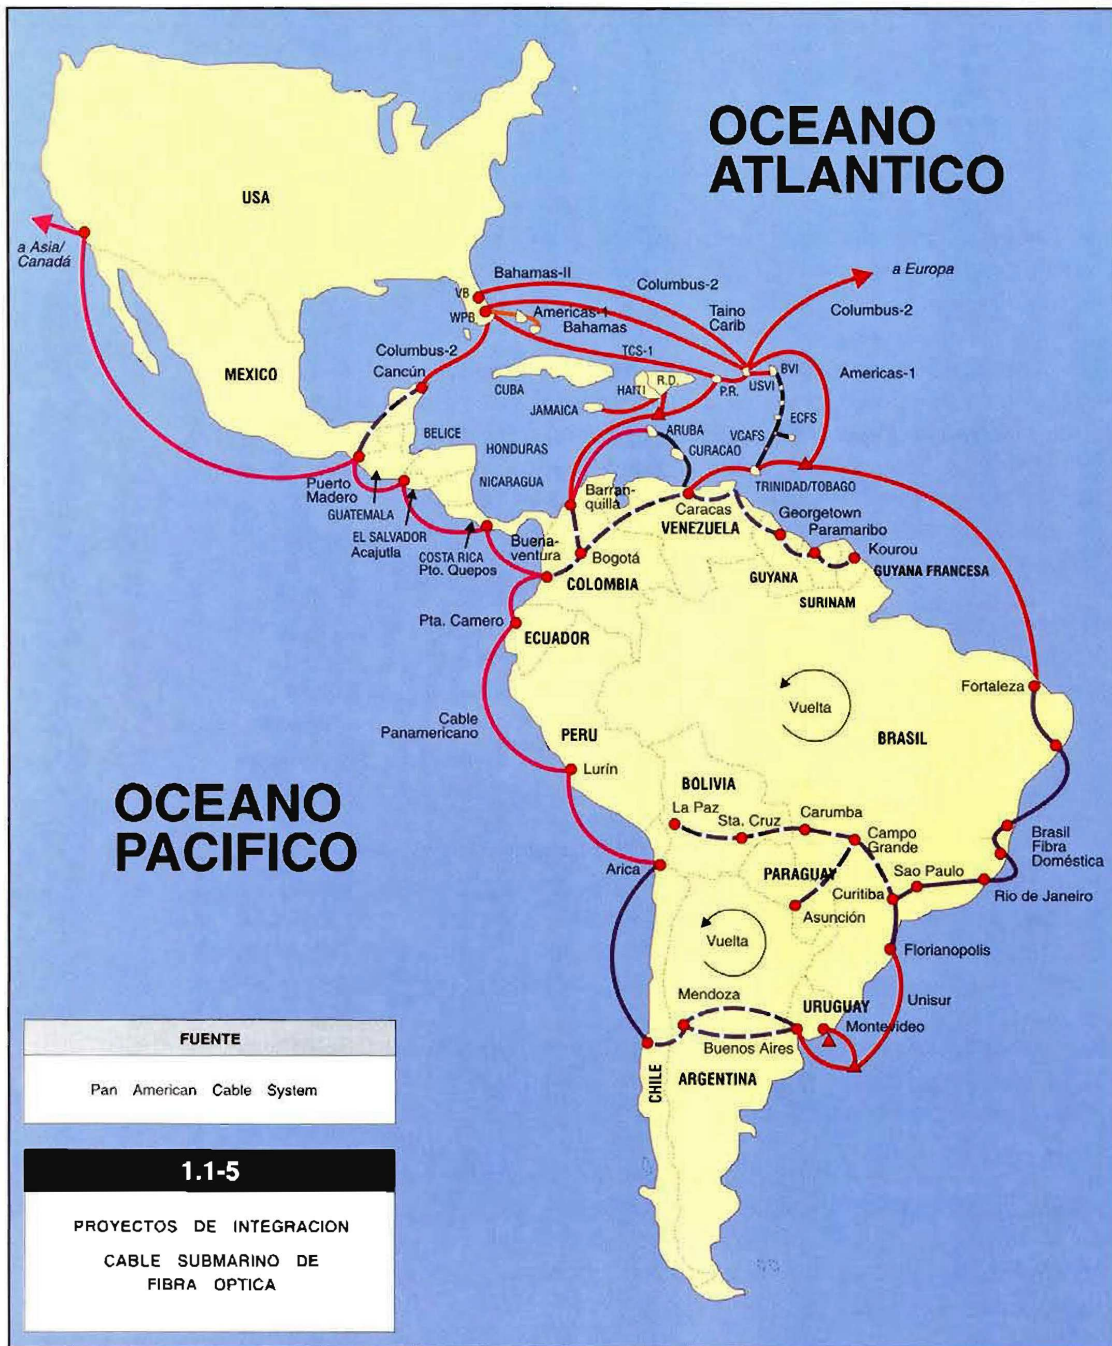 OCEANO
ATLANTICO
USA
a Asia/
Canadá
Bahamas-II
Columbus-2
a Europa
VB
WPB
Americas-1
Bahamas
Taino
Carib
Columbus-2
Columbus-2
Cancún
TCS-1
MEXICO
CUBA
HAITI
R.D.
P.R.
USVI
BVI
Americas-1
JAMAICA
ECFS
BELICE
ARUBA
VCAFS
HONDURAS
CURACAO
Puerto
Madero
NICARAGUA
Barran-
quilla
TRINIDAD/TOBAGO
GUATEMALA
Caracas
Georgetown
EL SALVADOR
Acajutla
VENEZUELA
Paramaribo
COSTA RICA
Pto. Quepos
Buena-
ventura
Bogotá
Kourou
COLOMBIA
GUYANA
GUYANA FRANCESA
SURINAM
Pta. Carnero
ECUADOR
Fortaleza
Vuelta
Cable
Panamericano
PERU
BRASIL
Lurín
OCEANO
PACIFICO
BOLIVIA
La Paz
Sta. Cruz
Carumba
Campo
Grande
Brasil
Fibra
Doméstica
Arica
PARAGUAY
Sao Paulo
Curitiba
Rio de Janeiro
Asunción
Vuelta
Florianopolis
Mendoza
URUGUAY
Unisur
Montevideo
Buenos Aires
CHILE
ARGENTINA
FUENTE
Pan American Cable System
1.1-5
PROYECTOS DE INTEGRACION
CABLE SUBMARINO DE
FIBRA OPTICA